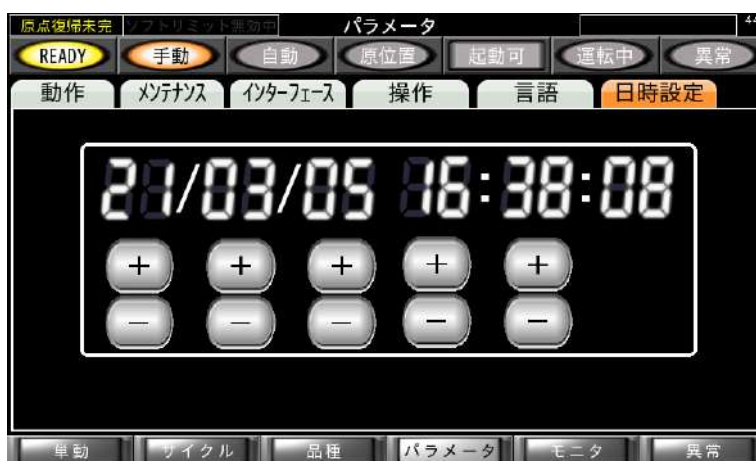 原点復帰未完 ソフトリミット無効中 パラメータ 44
READY 手動 自動 原位置 起動可 運転中 異常
動作 メンテナンス インターフェース 操作 言語 日時設定
21/03/05 16:38:08
+ + + + +
- - - - -
単動 サイクル 品種 パラメータ モニタ 異常